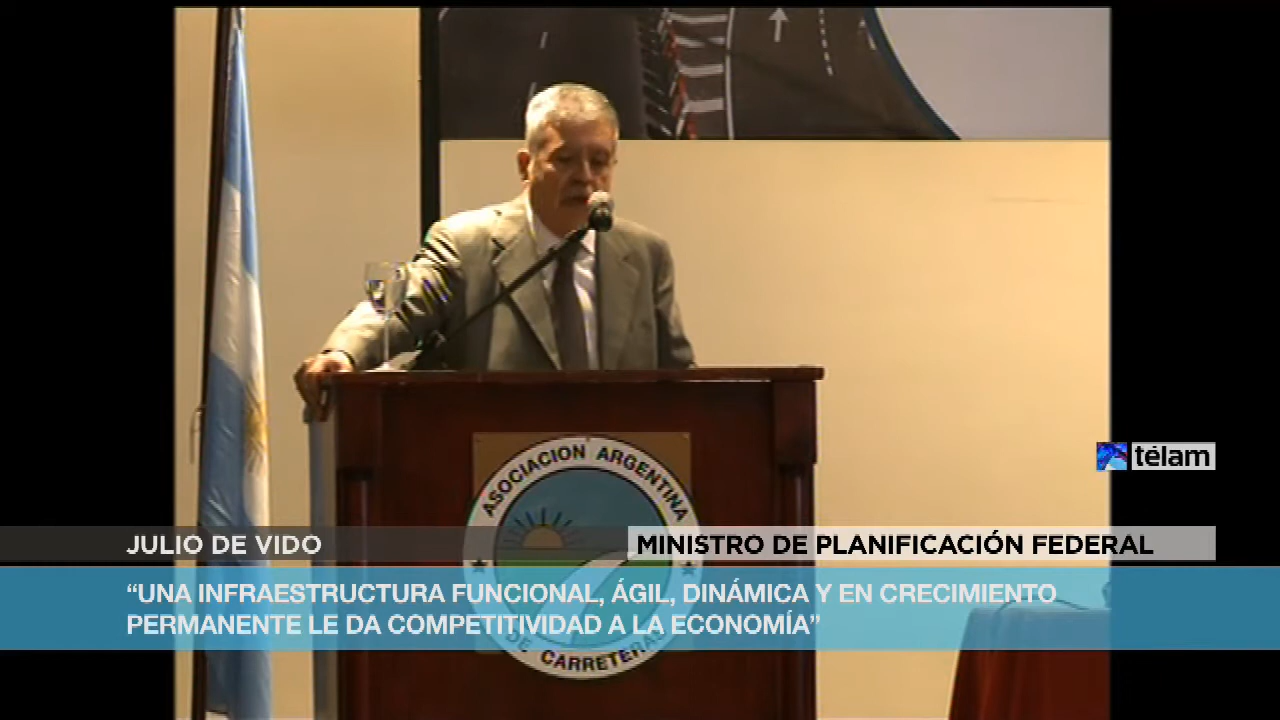 ASOCIACION ARGENTINA
DE CARRETERAS
télam
JULIO DE VIDO
MINISTRO DE PLANIFICACIÓN FEDERAL
“UNA INFRAESTRUCTURA FUNCIONAL, ÁGIL, DINÁMICA Y EN CRECIMIENTO
PERMANENTE LE DA COMPETITIVIDAD A LA ECONOMÍA”